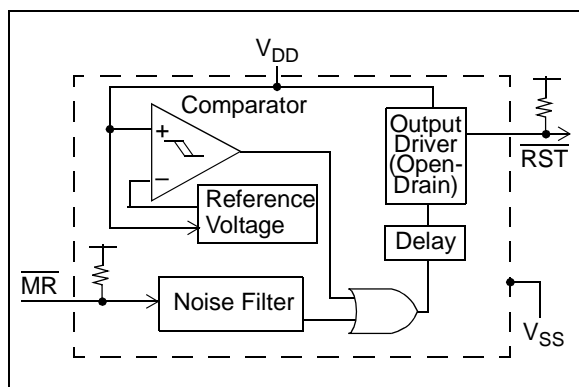 VDD
Comparator
+
−
Output
Driver
(Open-
Drain)
RST
Reference
Voltage
Delay
MR
Noise Filter
VSS